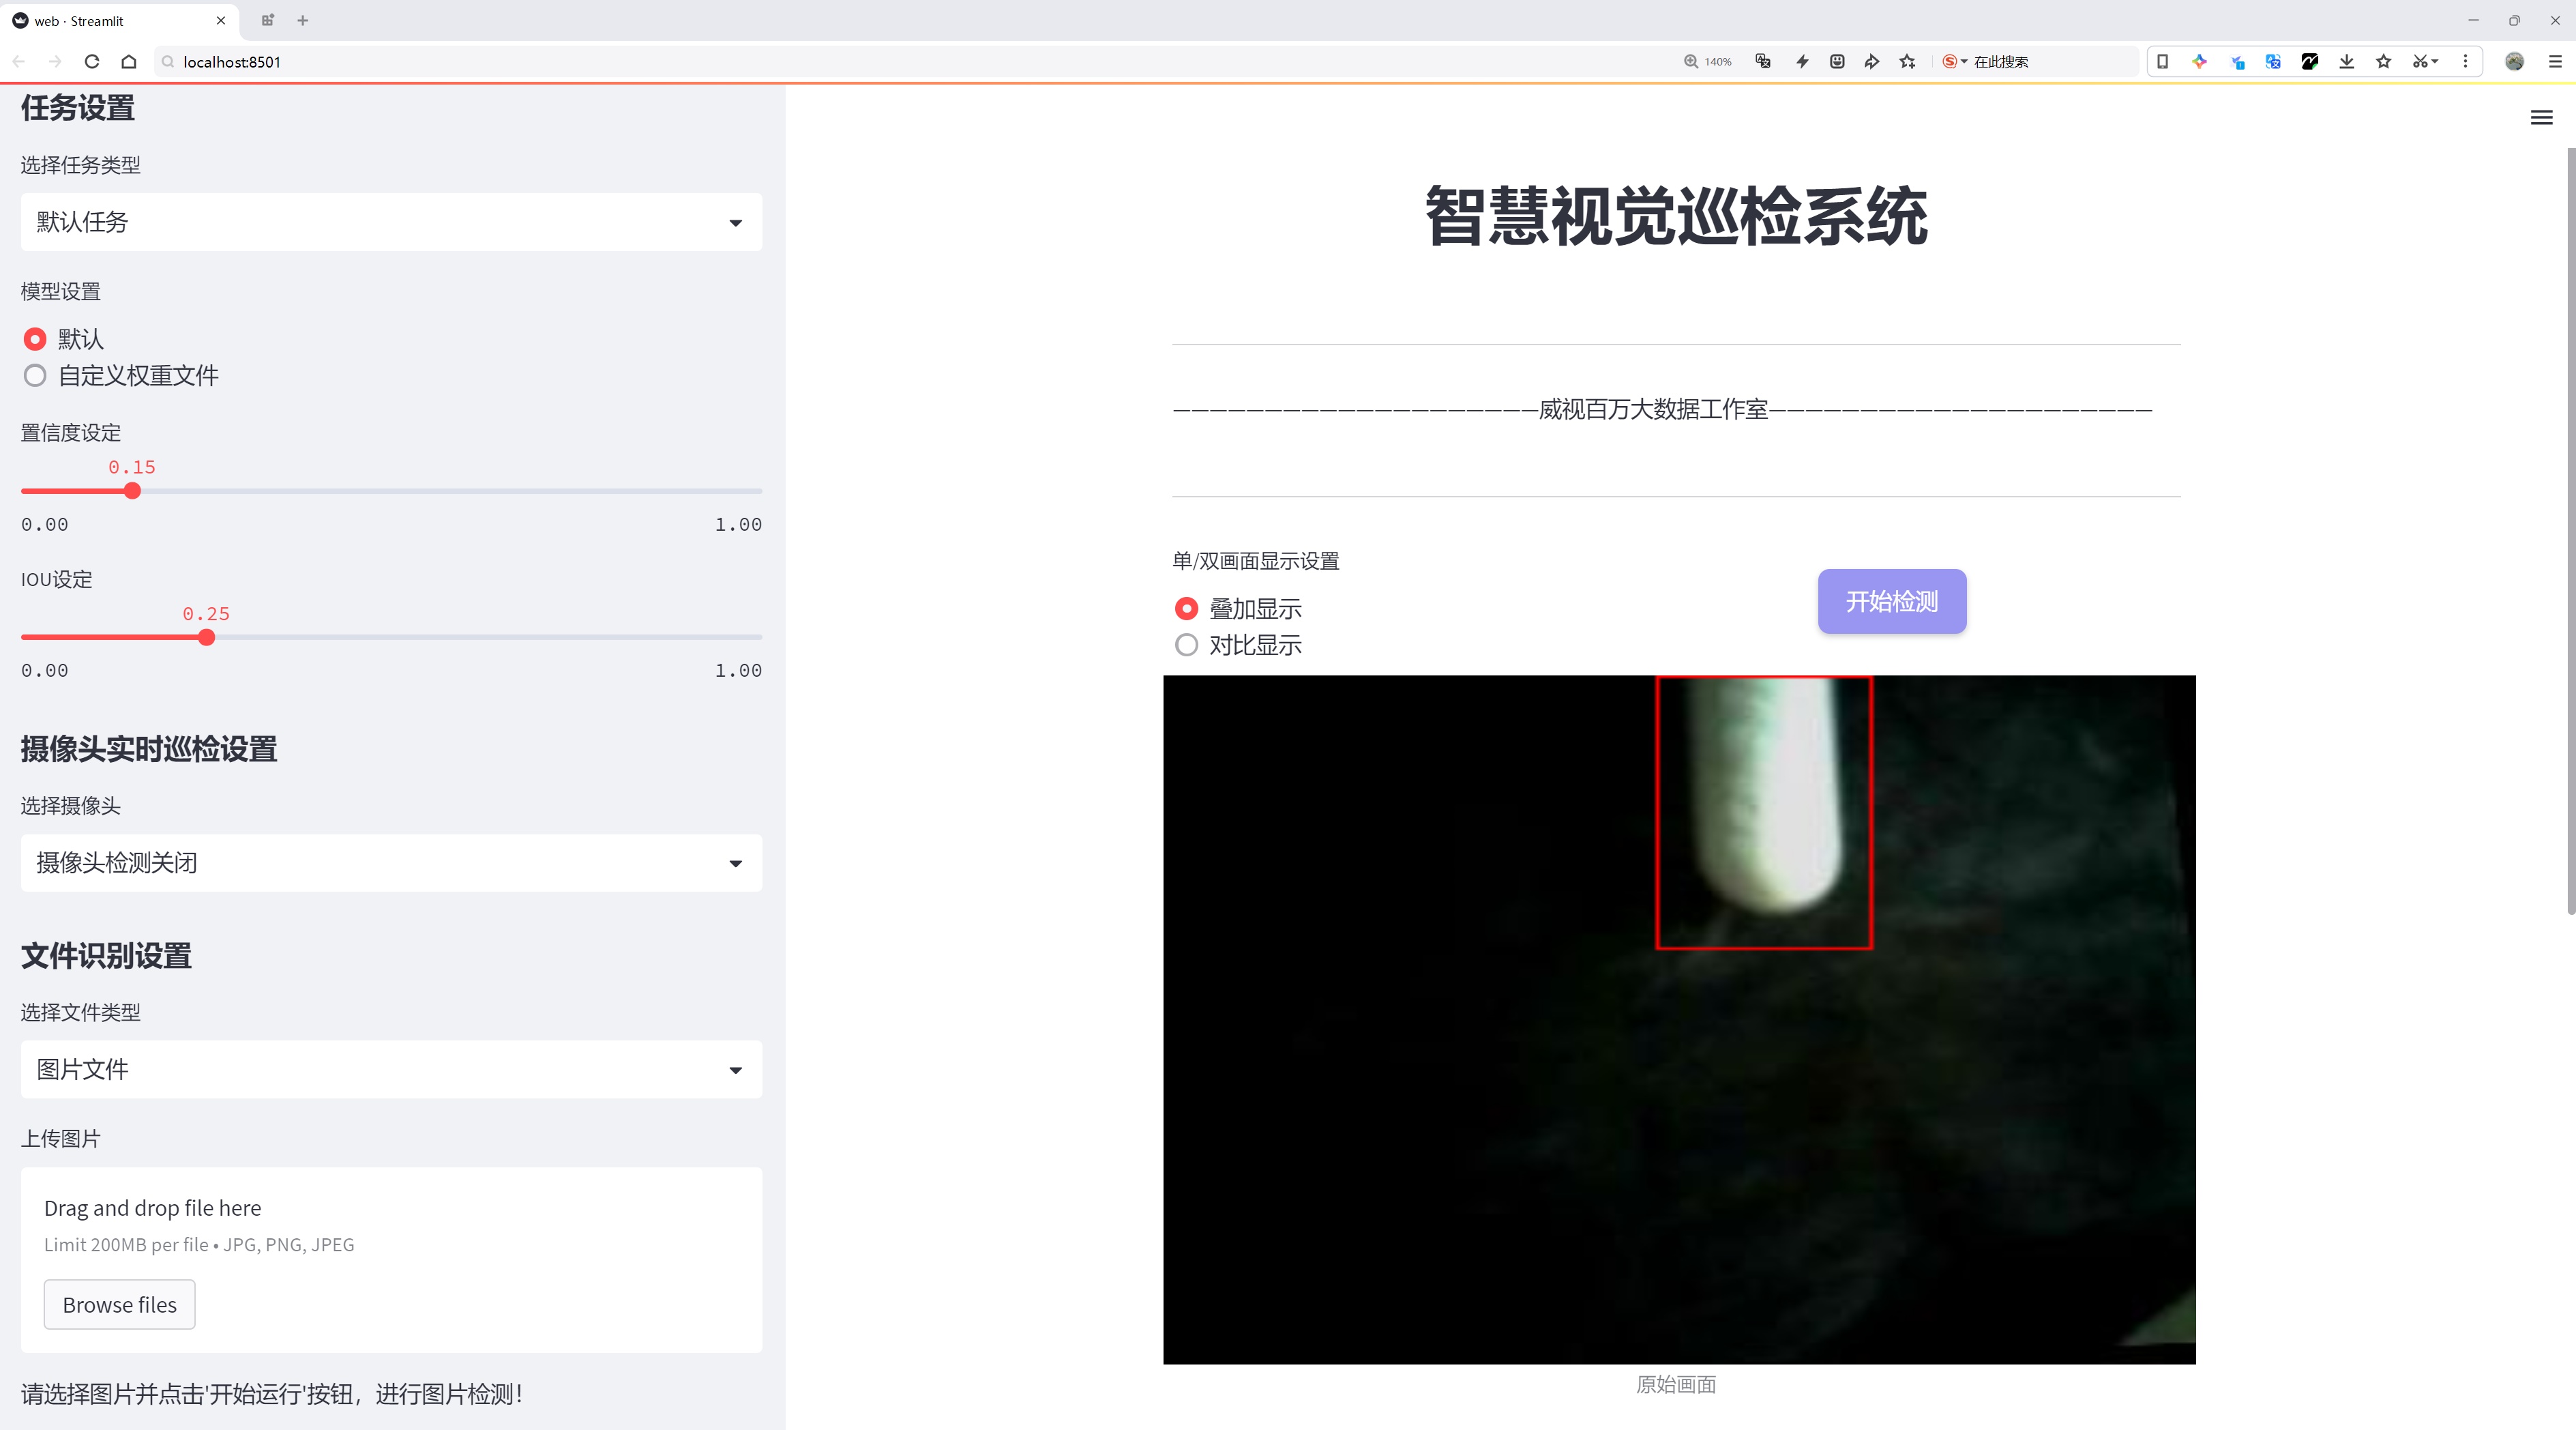 web · Streamlit
localhost:8501
140%
在此搜索
任务设置
选择任务类型
默认任务
模型设置
默认
自定义权重文件
置信度设定
0.15
0.00 1.00
IOU设定
0.25
0.00 1.00
摄像头实时巡检设置
选择摄像头
摄像头检测关闭
文件识别设置
选择文件类型
图片文件
上传图片
Drag and drop file here
Limit 200MB per file • JPG, PNG, JPEG
Browse files
请选择图片并点击'开始运行'按钮，进行图片检测！
智慧视觉巡检系统
————————————————————威视百万大数据工作室—————————————————————
单/双画面显示设置
叠加显示
对比显示
开始检测
原始画面